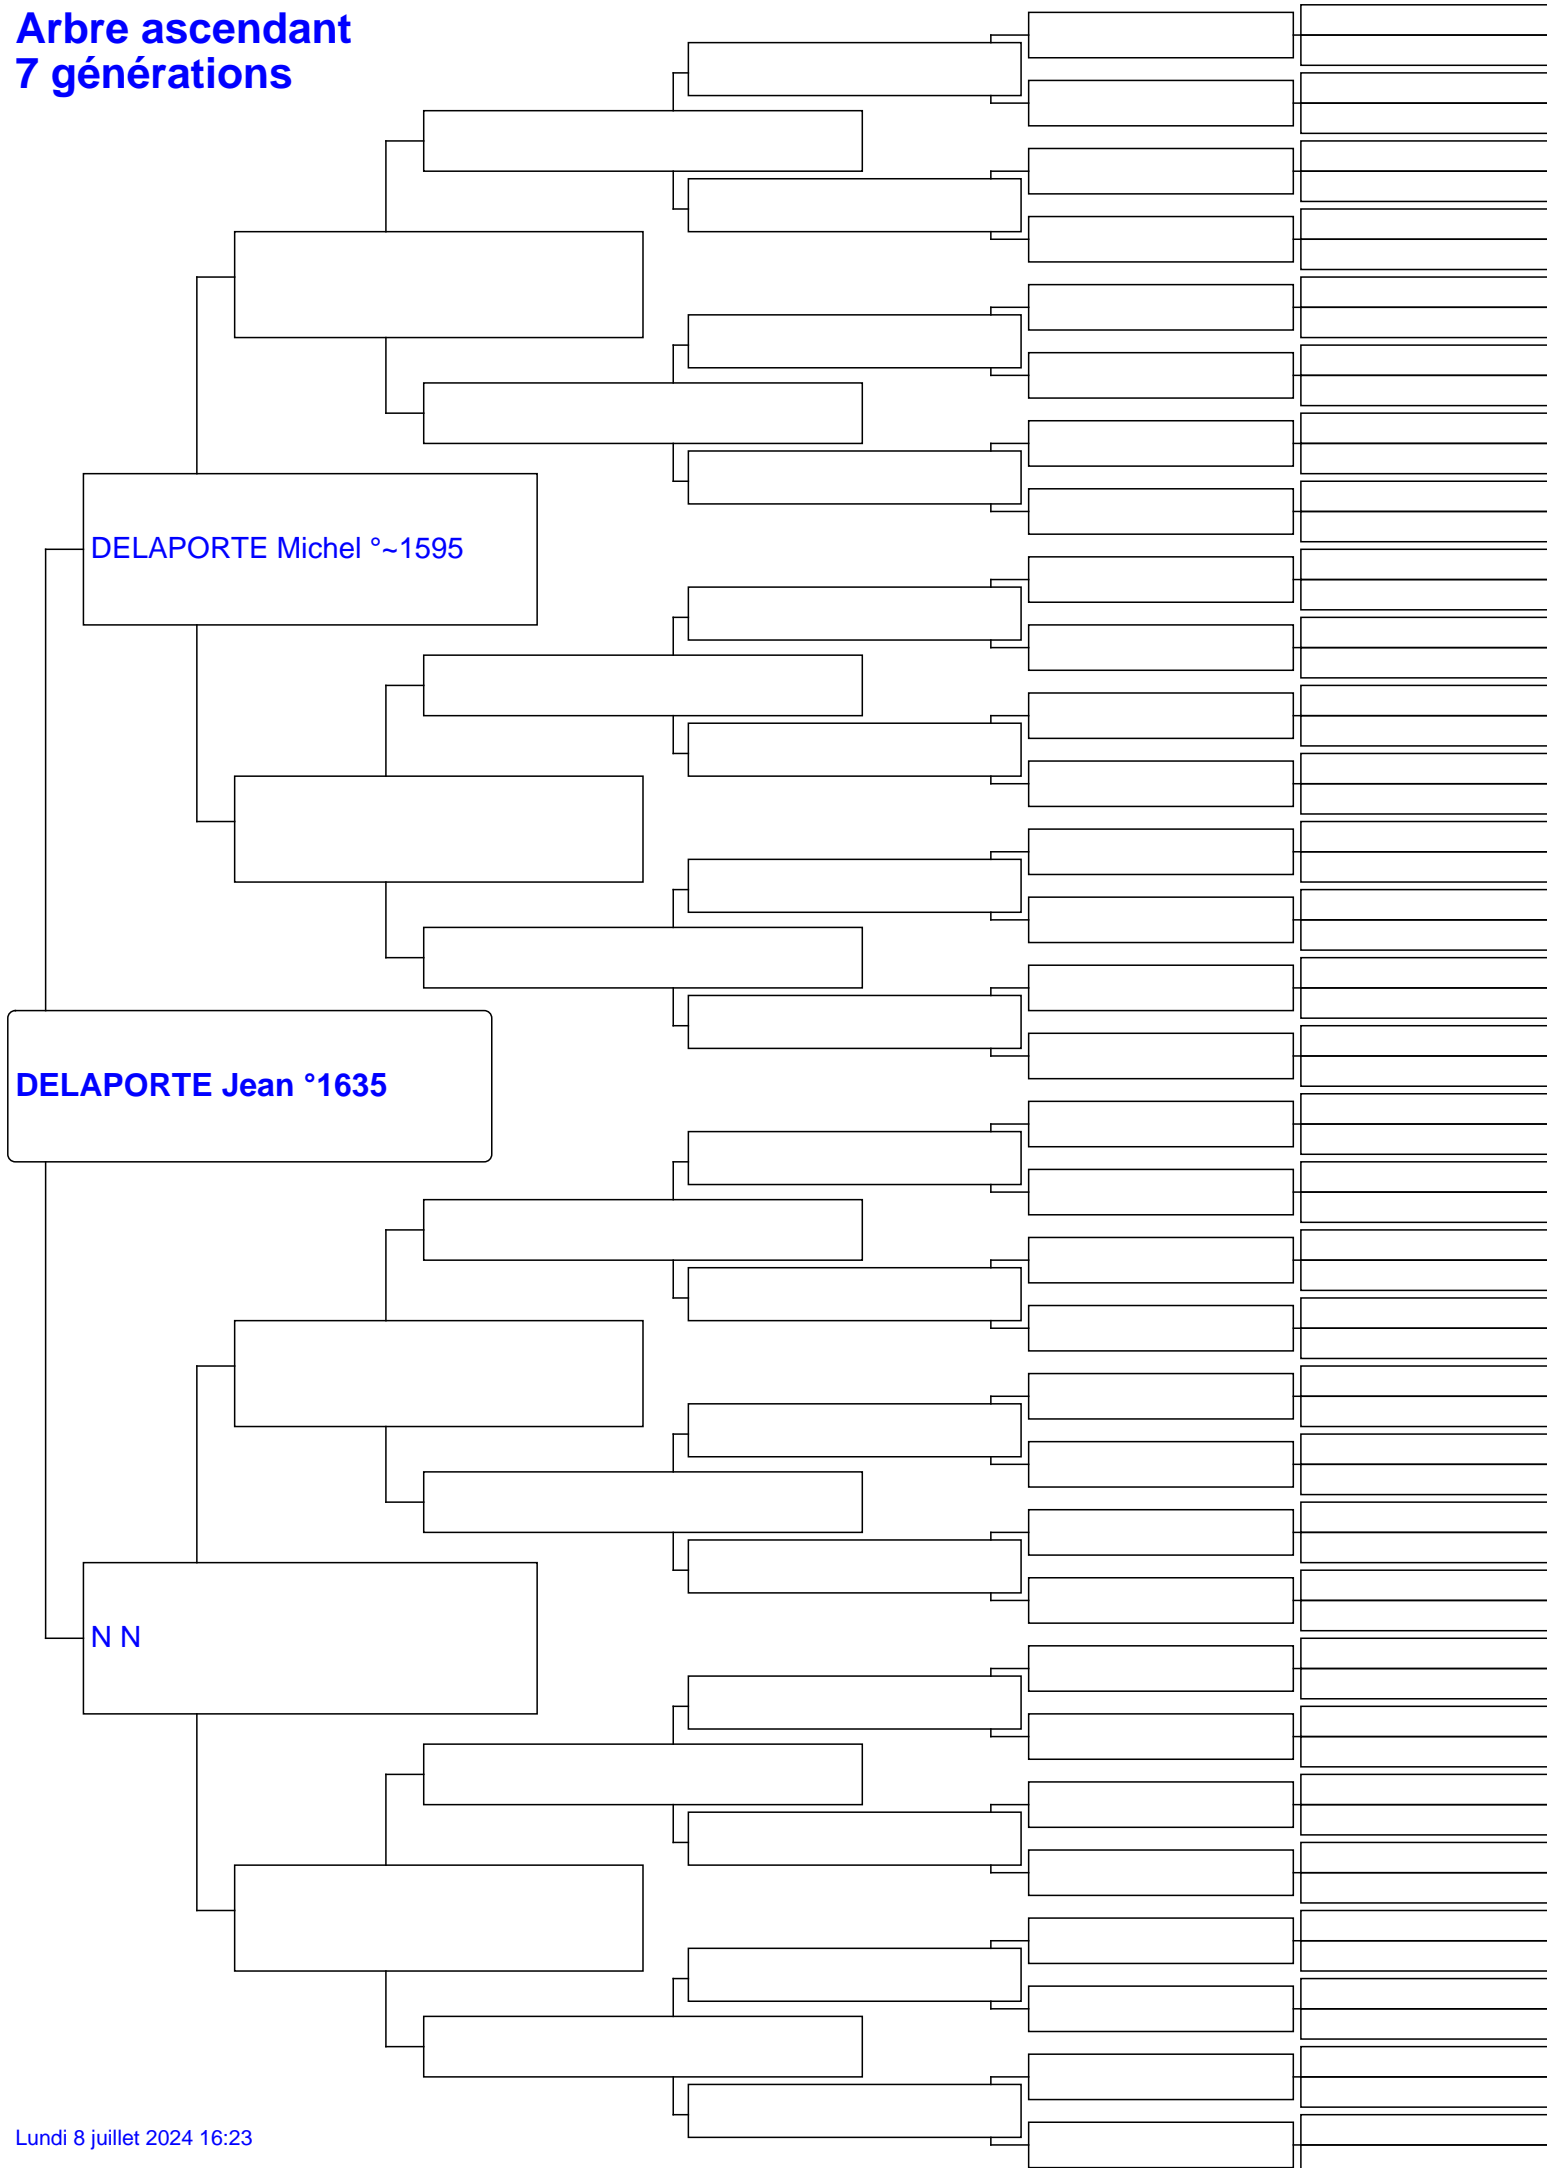 Arbre ascendant
7 générations
DELAPORTE Michel °~1595
DELAPORTE Jean °1635
N N
Lundi 8 juillet 2024 16:23